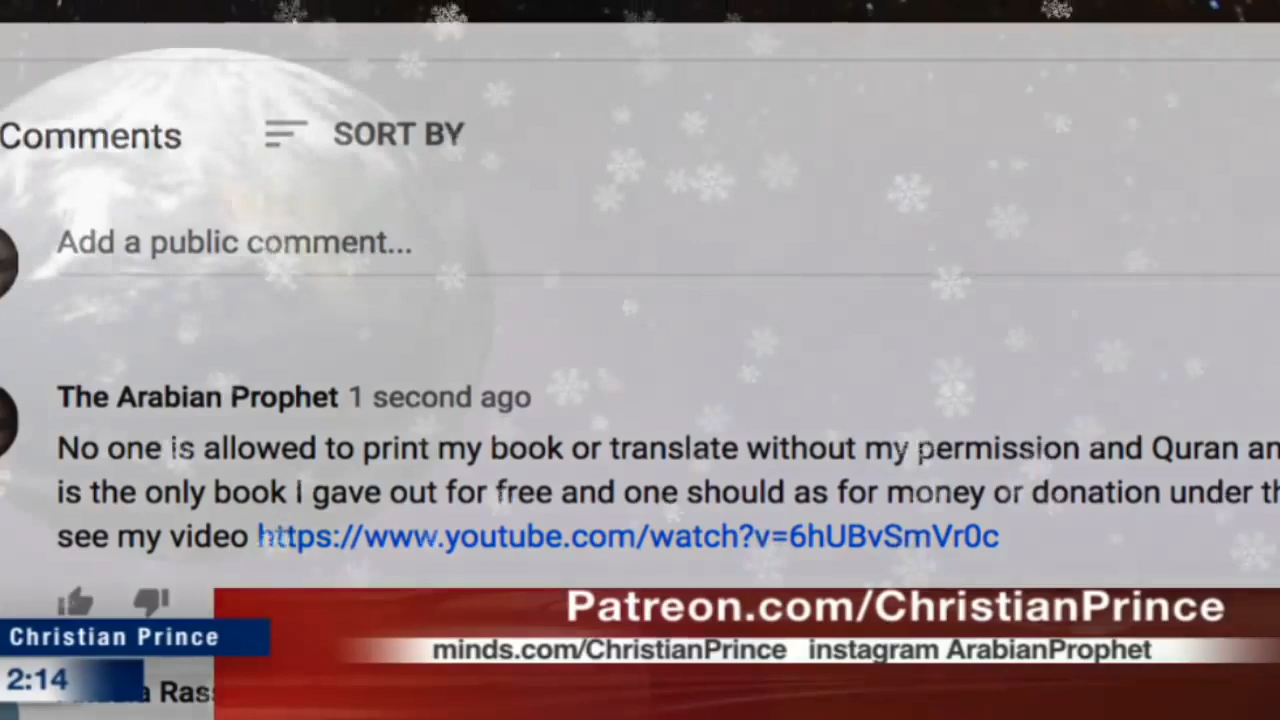 Comments
SORT BY
Add a public comment...
The Arabian Prophet 1 second ago
No one is allowed to print my book or translate without my permission and Quran an
is the only book I gave out for free and one should as for money or donation under th
see my video https://www.youtube.com/watch?v=6hUBvSmVr0c
Patreon.com/ChristianPrince
Christian Prince
minds.com/ChristianPrince instagram ArabianProphet
2:14
a Ras